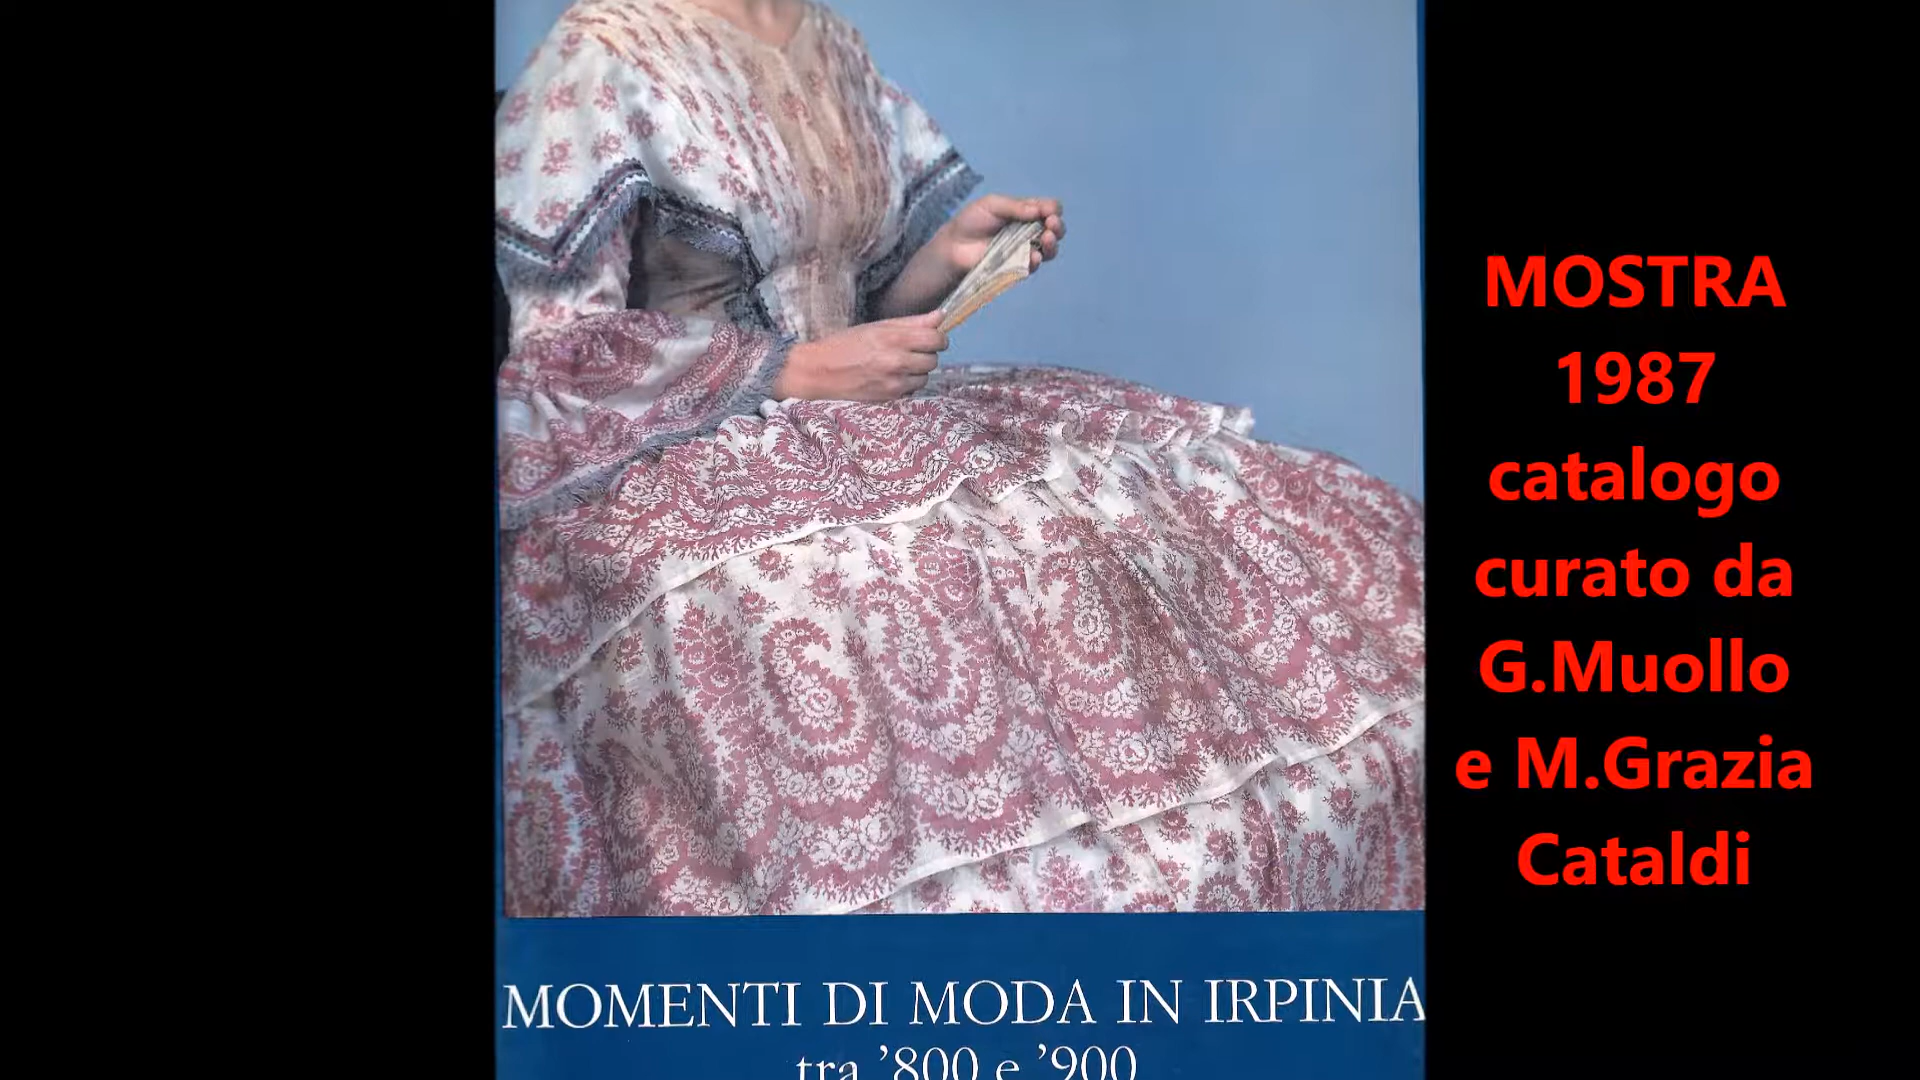 MOSTRA
1987
catalogo
curato da
G.Muollo
e M.Grazia
Cataldi
MOMENTI DI MODA IN IRPINIA
tra '800 e '900